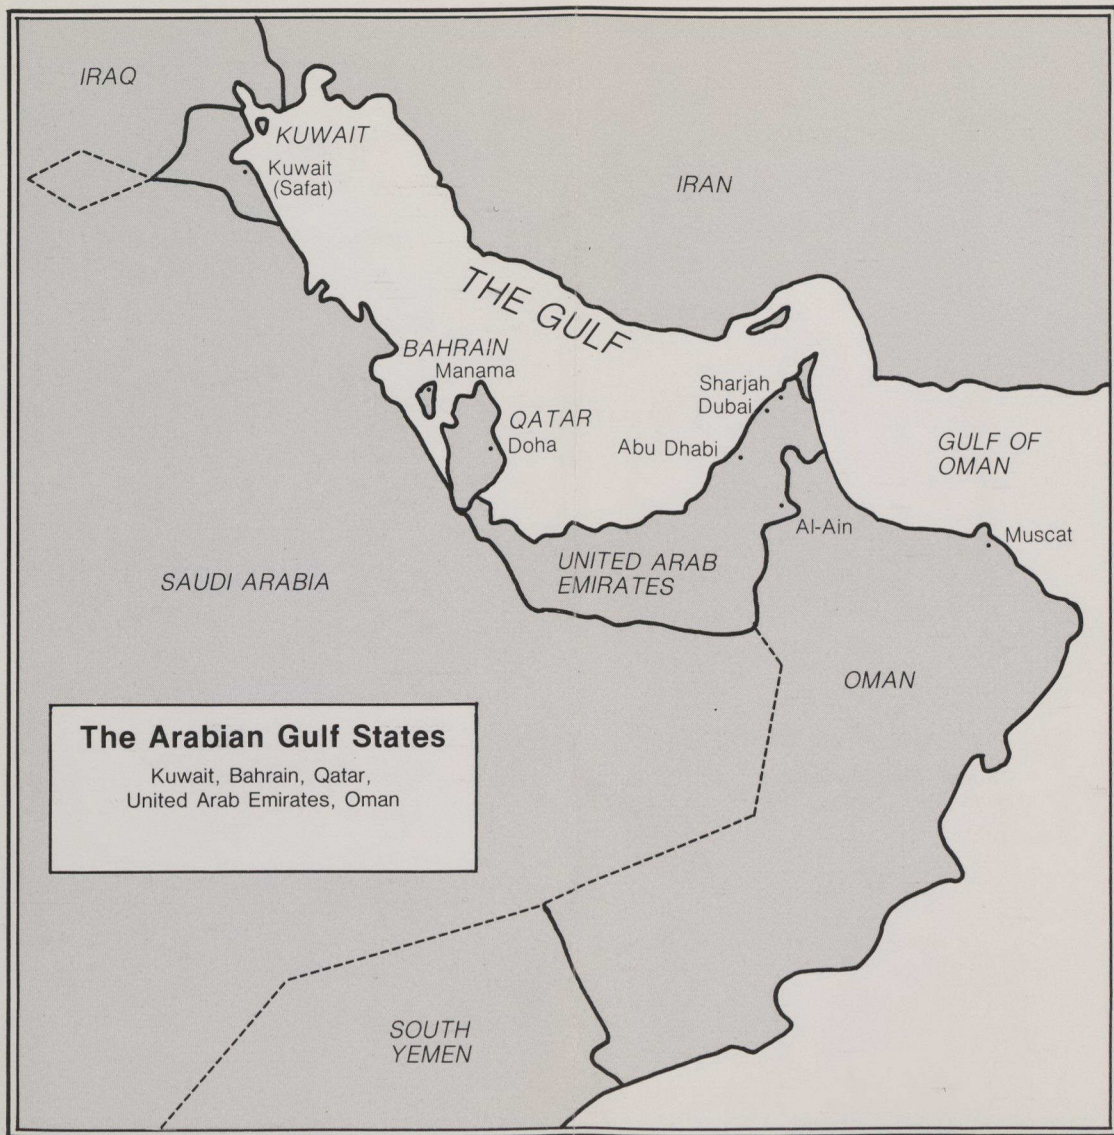 IRAQ
KUWAIT
Kuwait
(Safat)
IRAN
THE GULF
BAHRAIN
Manama
QATAR
Doha
Sharjah
Dubai
Abu Dhabi
GULF OF
OMAN
Al-Ain
Muscat
UNITED ARAB
EMIRATES
SAUDI ARABIA
OMAN
The Arabian Gulf States
Kuwait, Bahrain, Qatar,
United Arab Emirates, Oman
SOUTH
YEMEN